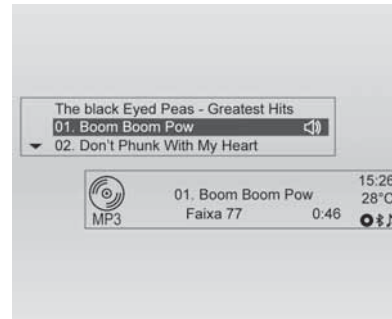 The black Eyed Peas - Greatest Hits
01. Boom Boom Pow
02. Don't Phunk With My Heart
15:26
01. Boom Boom Pow
28°C
MP3
Faixa 77
0:46